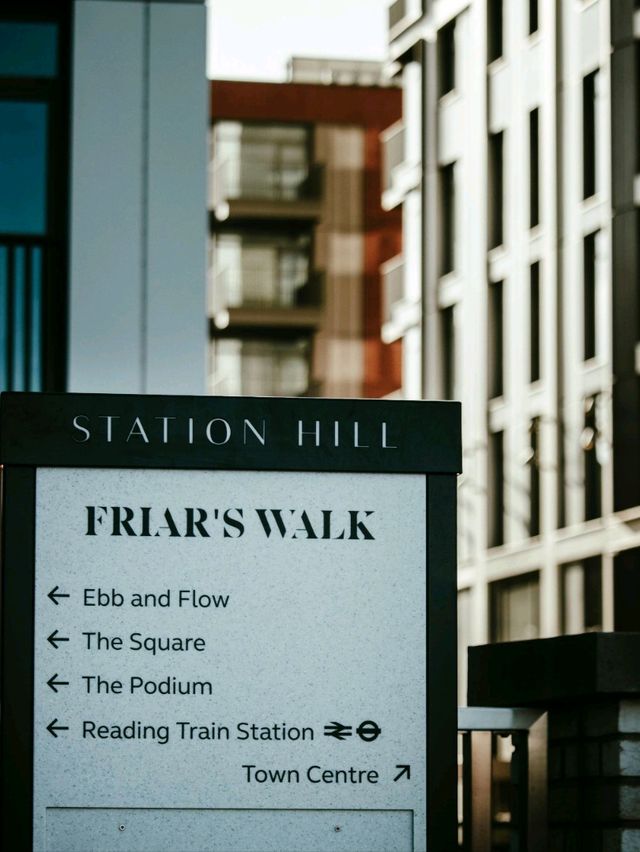 STATION HILL
FRIAR'S WALK
← Ebb and Flow
← The Square
← The Podium
← Reading Train Station
Town Centre ↗